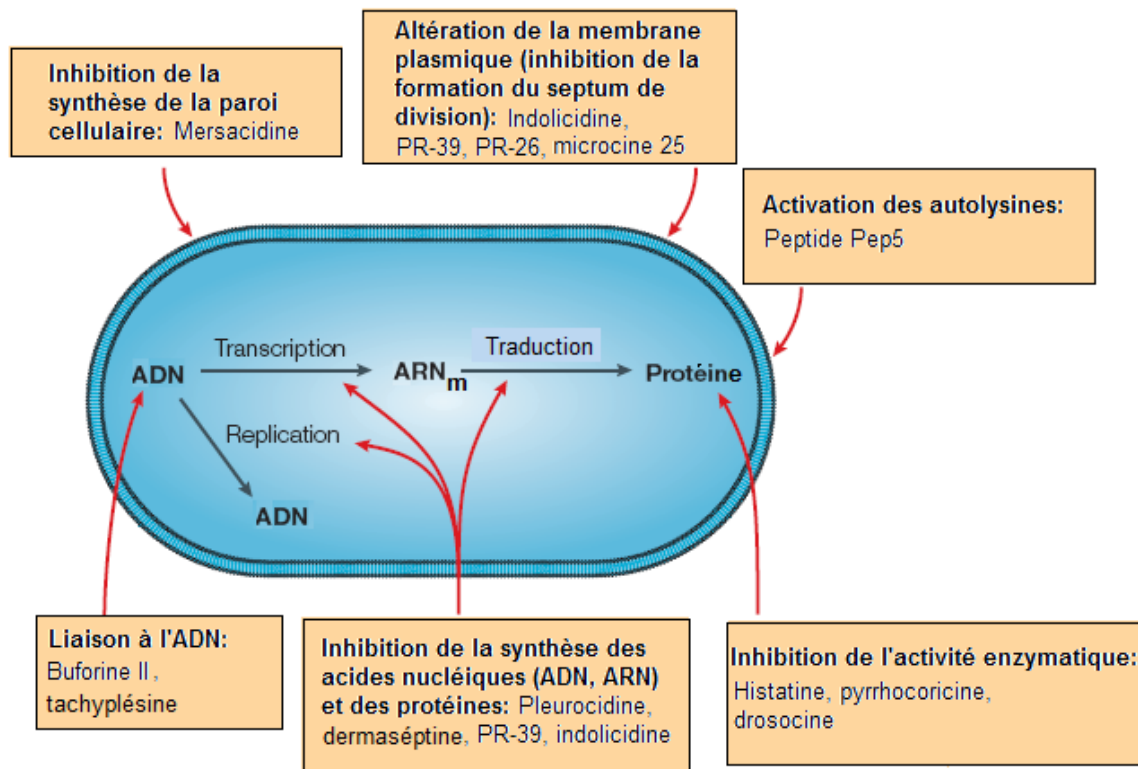 Inhibition de la
synthèse de la paroi
cellulaire: Mersacidine
Altération de la membrane
plasmique (inhibition de la
formation du septum de
division): Indolicidine,
PR-39, PR-26, microcine 25
Activation des autolysines:
Peptide Pep5
Transcription
Traduction
ADN
ARNm
Protéine
Replication
ADN
Liaison à l'ADN:
Buforine II,
tachyplésine
Inhibition de la synthèse des
acides nucléiques (ADN, ARN)
et des protéines: Pleurocidine,
dermaséptine, PR-39, indolicidine
Inhibition de l'activité enzymatique:
Histatine, pyrrhocoricine,
drosocine